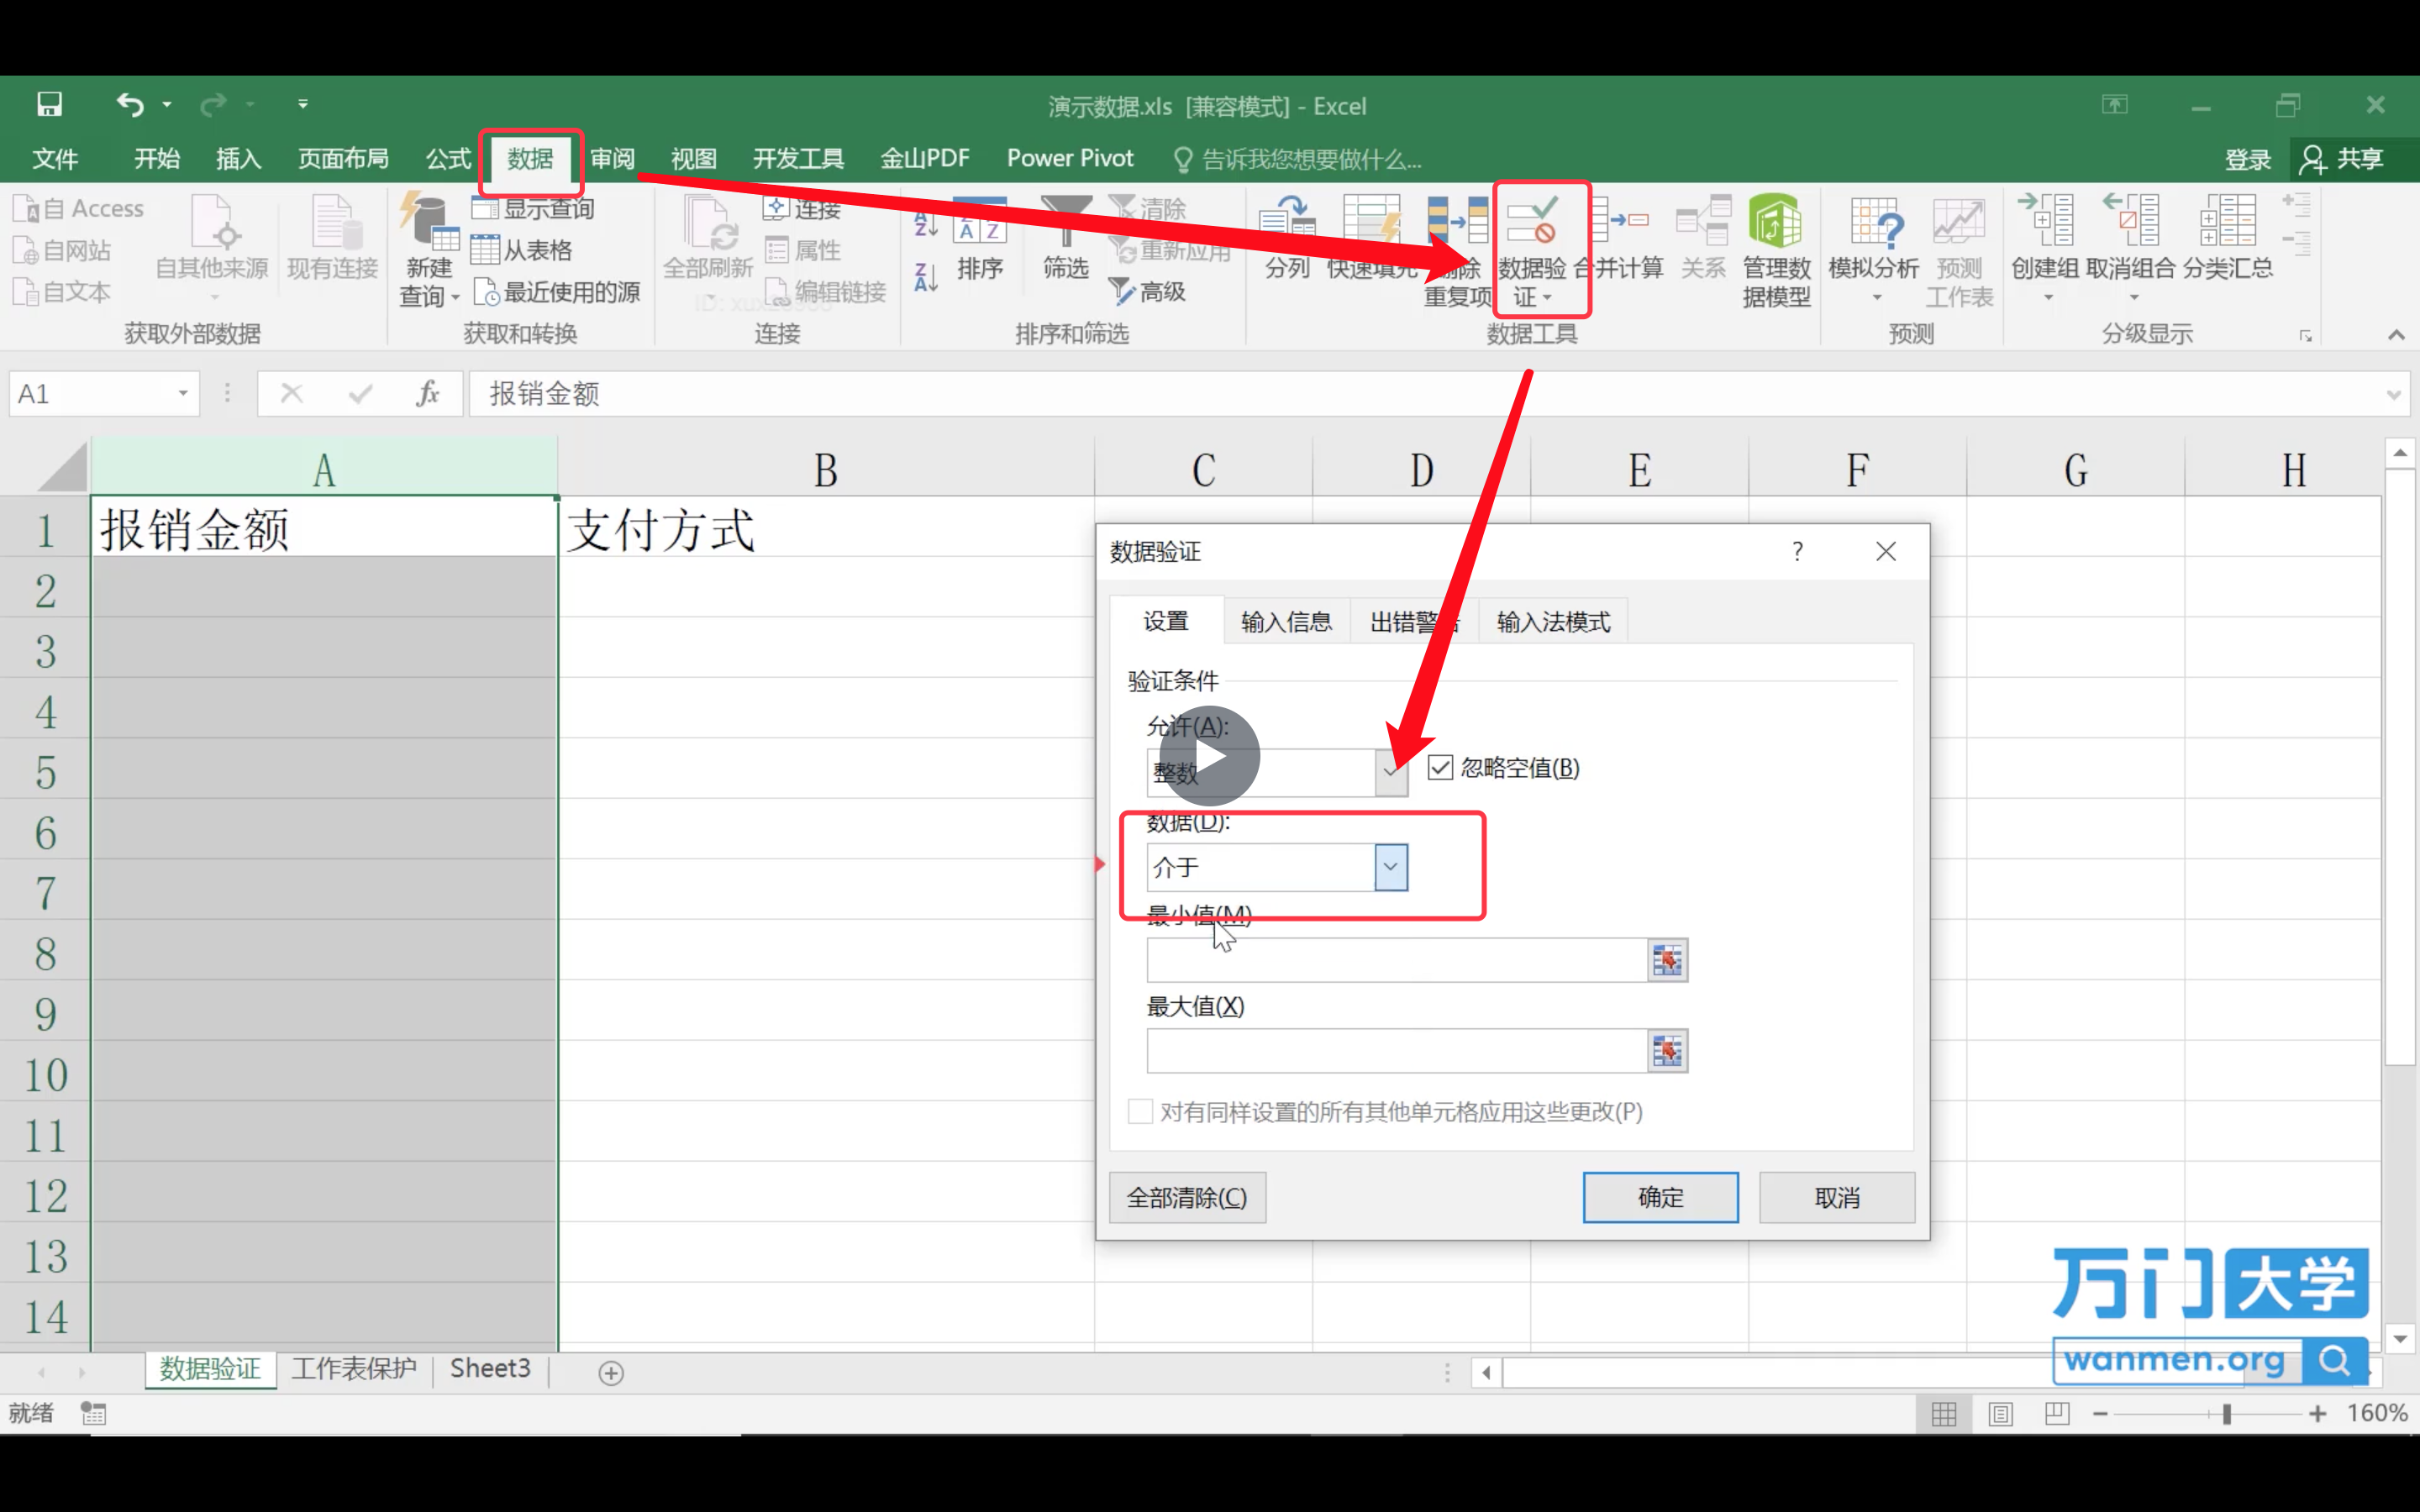 演示数据.xls [兼容模式] - Excel
文件 开始 插入 页面布局 公式 数据 审阅 视图 开发工具 金山PDF Power Pivot 告诉我您想要做什么... 登录 共享
自 Access
自网站
自文本
自其他来源
现有连接
获取外部数据
新建
查询
显示查询
从表格
最近使用的源
获取和转换
全部刷新
连接
属性
编辑链接
连接
排序
筛选
清除
重新应用
高级
排序和筛选
分列
快速填充
删除
重复项
数据验
证
合并计算
关系
管理数
据模型
数据工具
模拟分析
预测
工作表
预测
创建组
取消组合
分类汇总
分级显示
A1 fx 报销金额
A B C D E F G H
1 报销金额 支付方式
2
3
4
5
6
7
8
9
10
11
12
13
14
数据验证 ?
设置 输入信息 出错警告 输入法模式
验证条件
允许(A):
整数 忽略空值(B)
数据(D):
介于
最小值(M)
最大值(X)
对有同样设置的所有其他单元格应用这些更改(P)
全部清除(C) 确定 取消
万门大学
wanmen.org
数据验证 工作表保护 Sheet3
就绪 160%